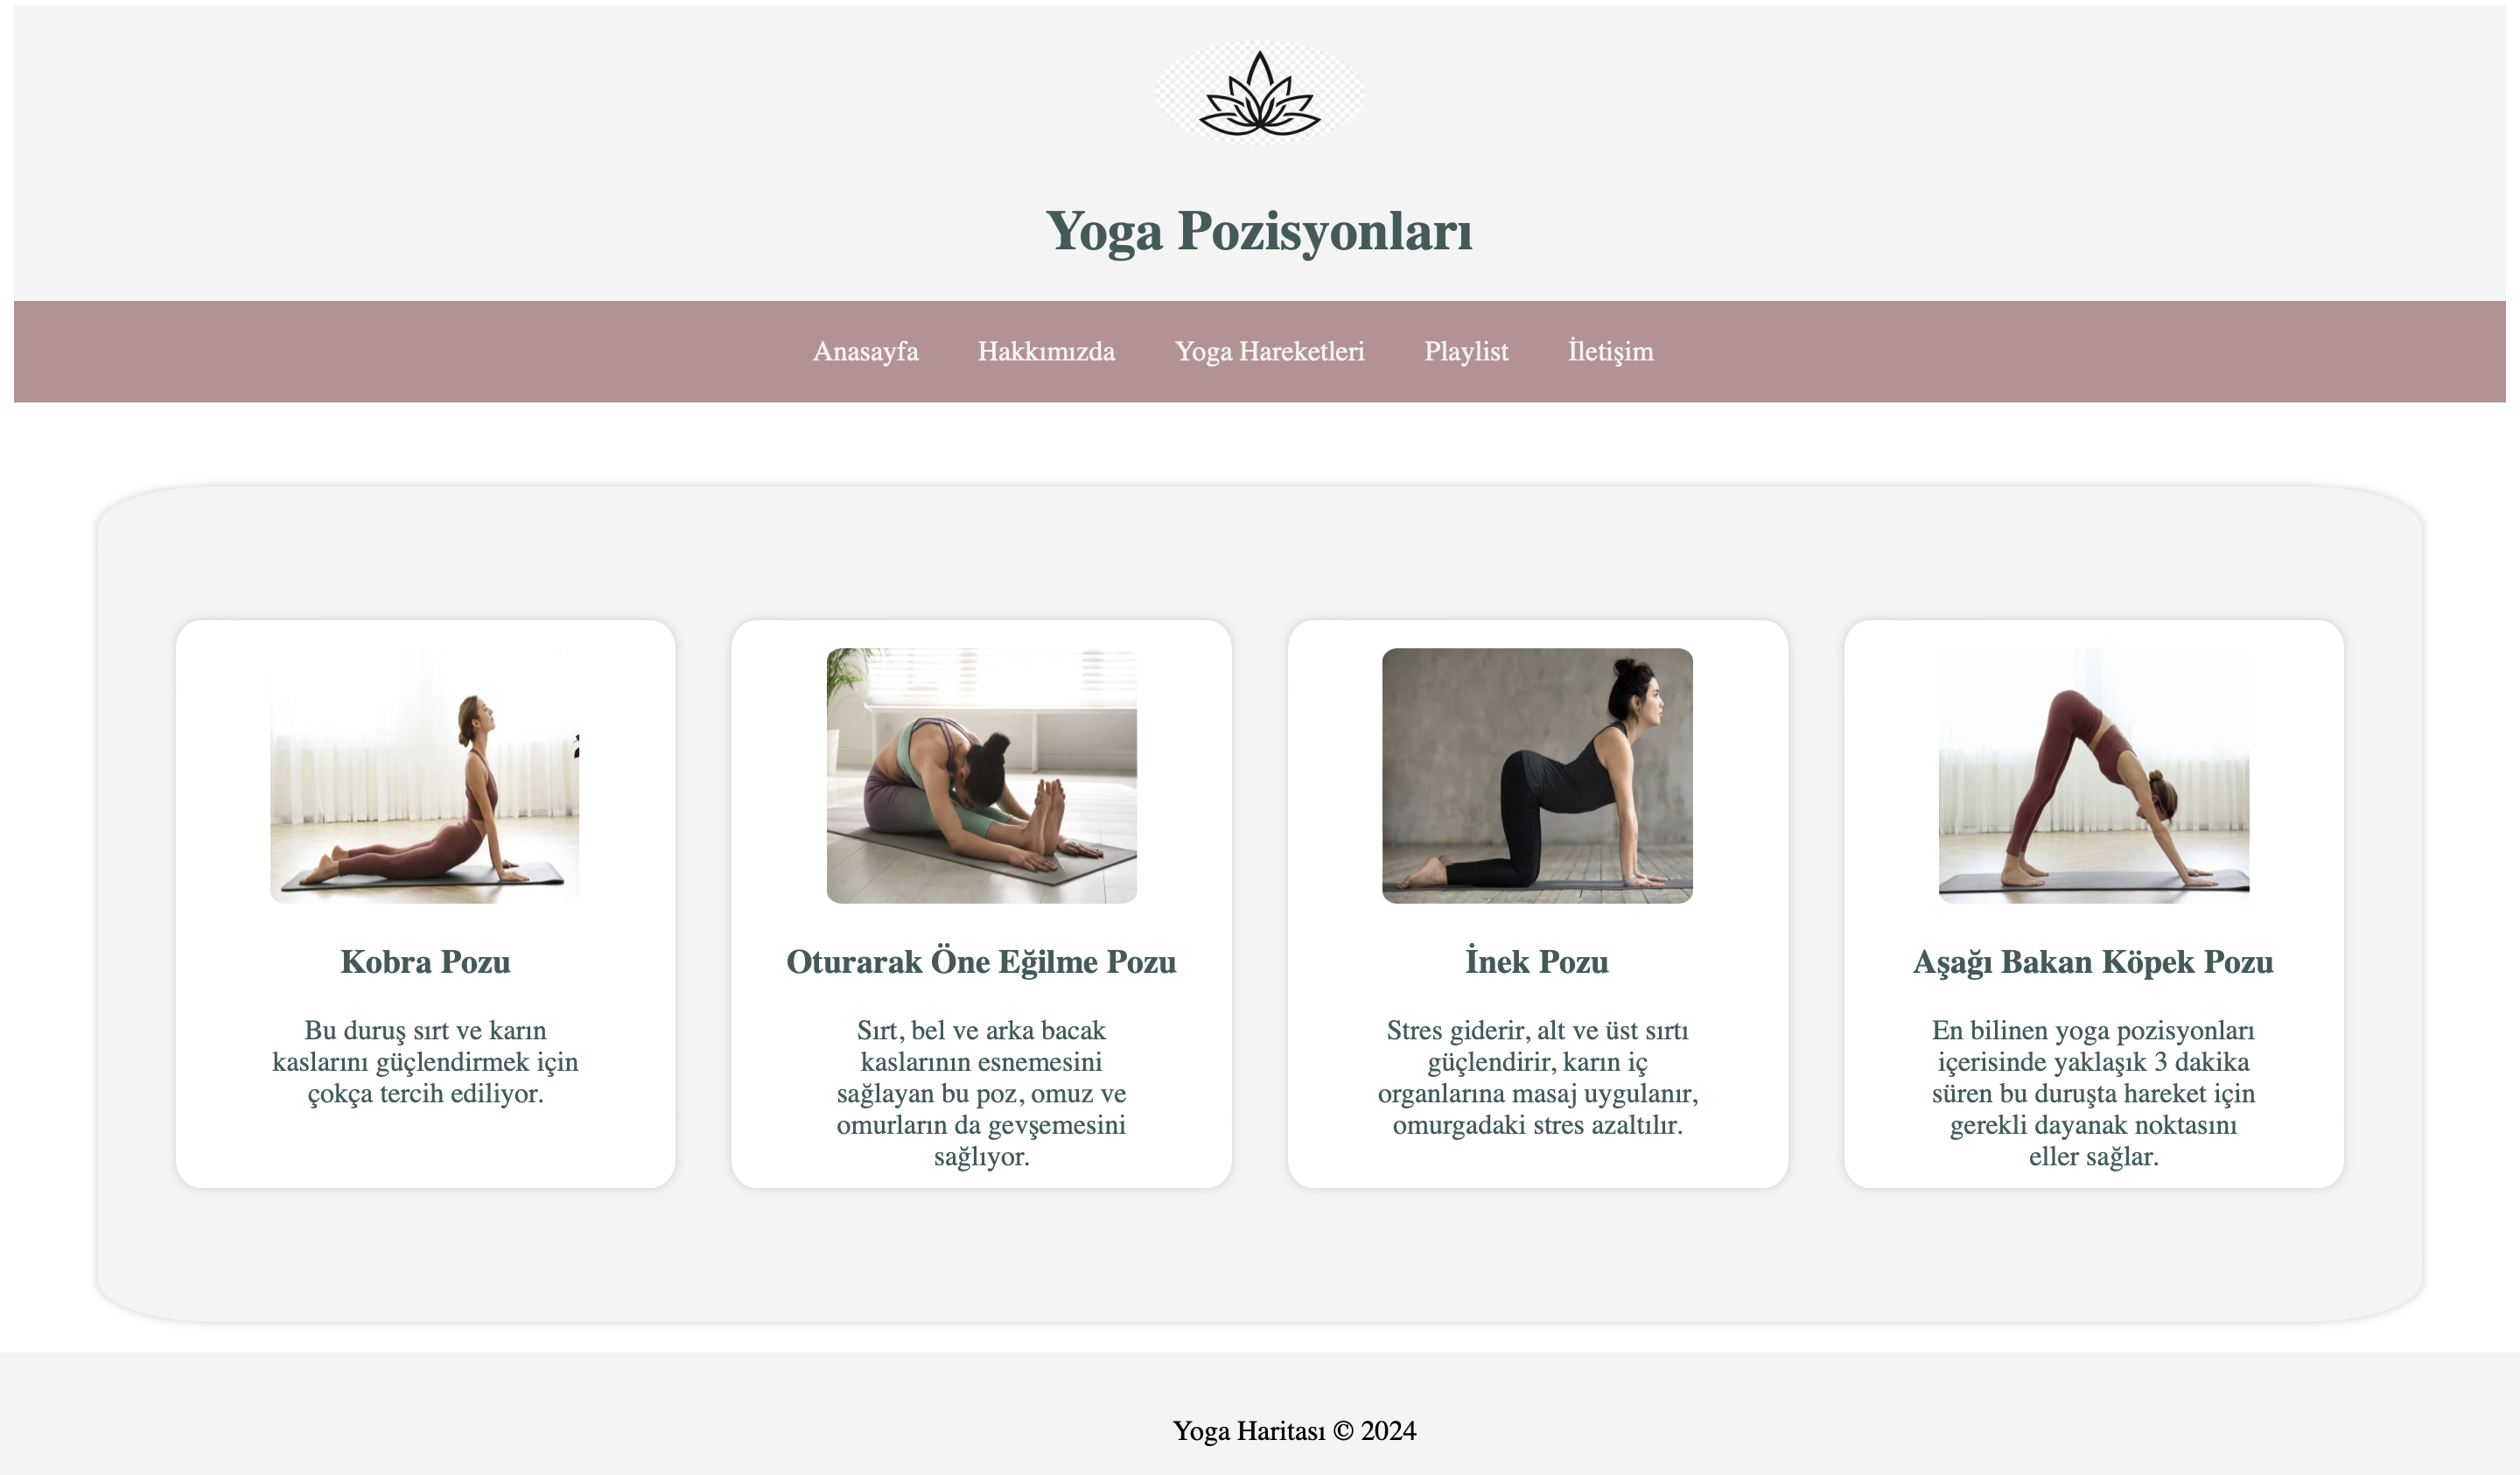 Yoga Pozisyonları
Anasayfa Hakkımızda Yoga Hareketleri Playlist İletişim
Kobra Pozu
Bu duruş sırt ve karın
kaslarını güçlendirmek için
çokça tercih ediliyor.
Oturarak Öne Eğilme Pozu
Sırt, bel ve arka bacak
kaslarının esnemesini
sağlayan bu poz, omuz ve
omurların da gevşemesini
sağlıyor.
İnek Pozu
Stres giderir, alt ve üst sırtı
güçlendirir, karın iç
organlarına masaj uygulanır,
omurgadaki stres azaltılır.
Aşağı Bakan Köpek Pozu
En bilinen yoga pozisyonları
içerisinde yaklaşık 3 dakika
süren bu duruşta hareket için
gerekli dayanak noktasını
eller sağlar.
Yoga Haritası © 2024